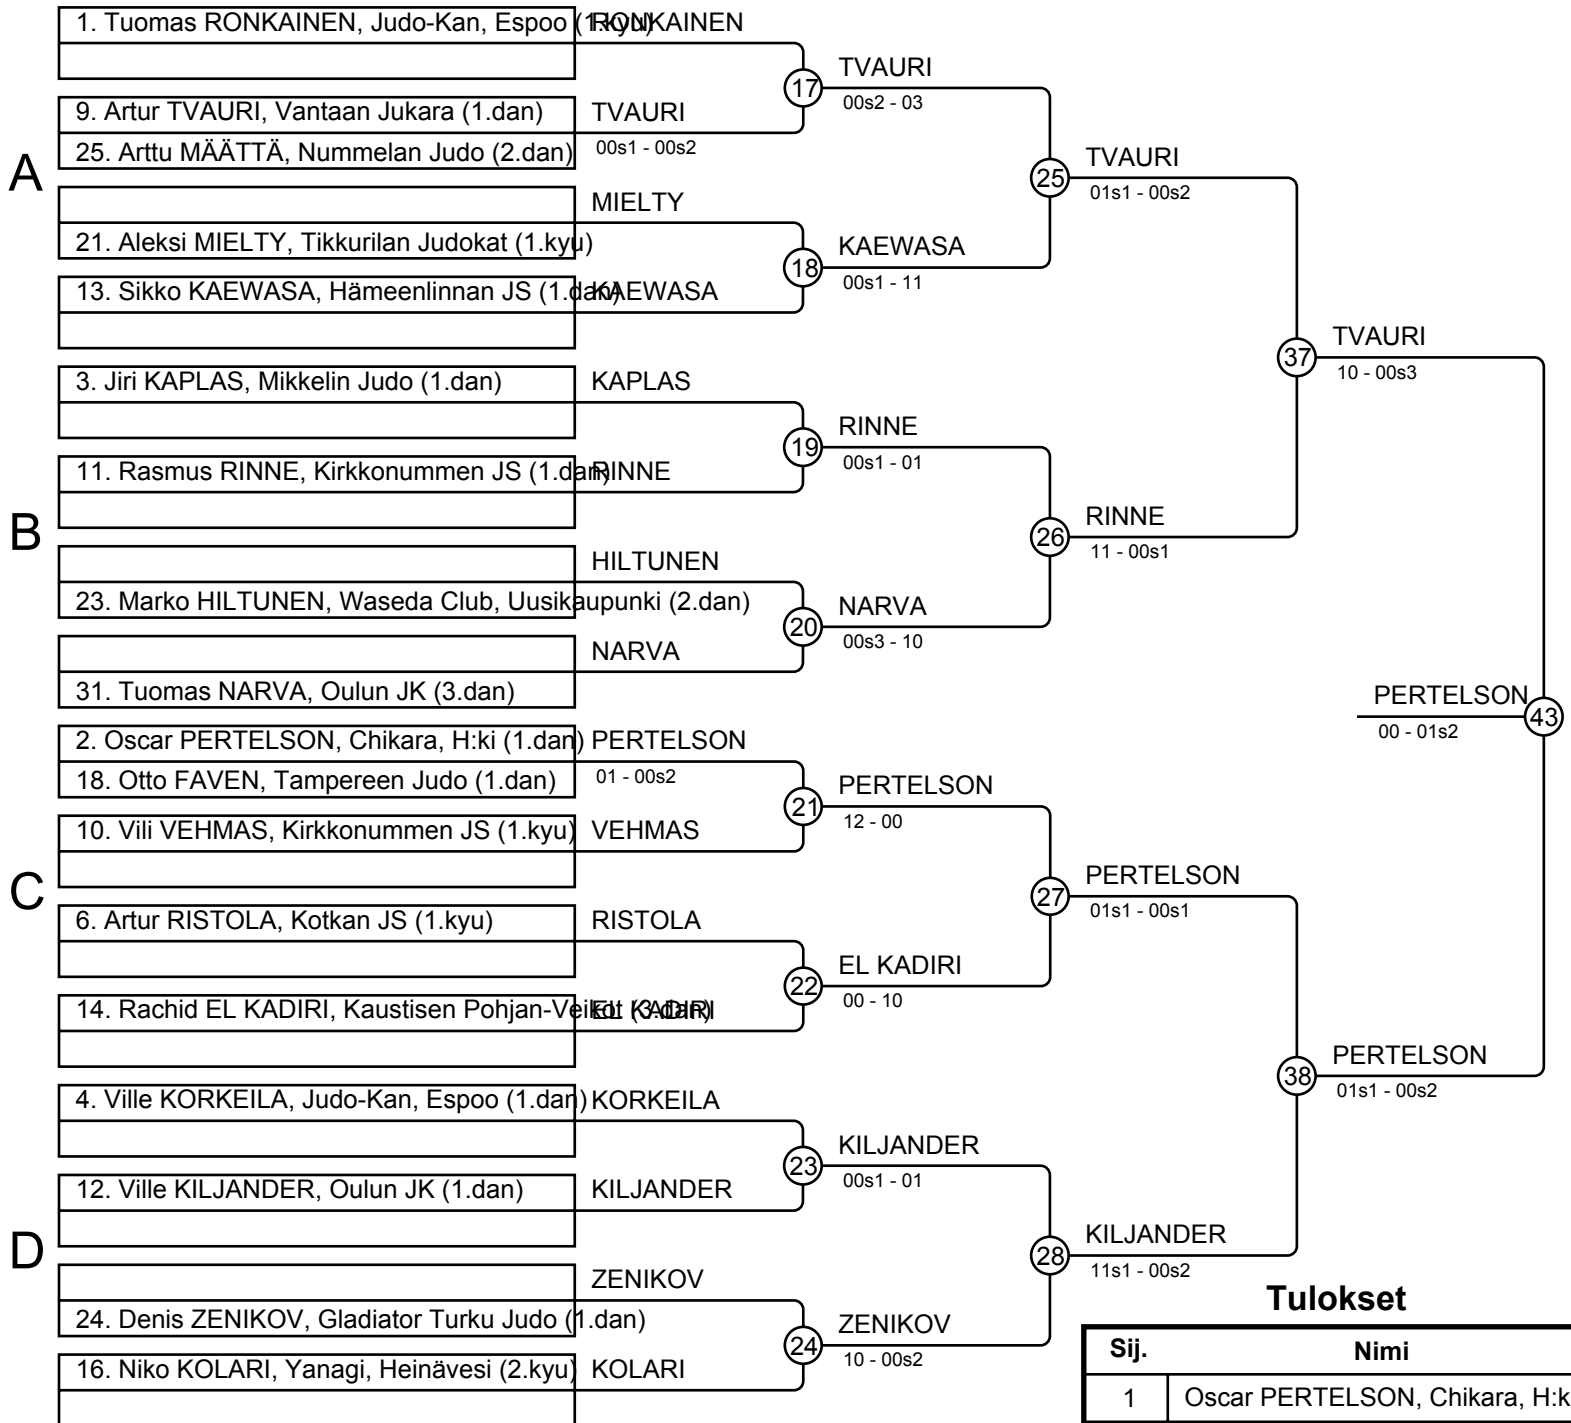 1. Tuomas RONKAINEN, Judo-Kan, Espoo (1.kyu)
RONKAINEN
17
TVAURI
00s2 - 03
9. Artur TVAURI, Vantaan Jukara (1.dan)
TVAURI
25. Arttu MÄÄTTÄ, Nummelan Judo (2.dan)
00s1 - 00s2
A
25
TVAURI
01s1 - 00s2
MIELTY
21. Aleksi MIELTY, Tikkurilan Judokat (1.kyu)
18
KAEWASA
00s1 - 11
13. Sikko KAEWASA, Hämeenlinnan JS (1.dan)
KAEWASA
37
TVAURI
10 - 00s3
3. Jiri KAPLAS, Mikkelin Judo (1.dan)
KAPLAS
19
RINNE
00s1 - 01
11. Rasmus RINNE, Kirkkonummen JS (1.dan)
RINNE
B
26
RINNE
11 - 00s1
HILTUNEN
23. Marko HILTUNEN, Waseda Club, Uusikaupunki (2.dan)
20
NARVA
00s3 - 10
NARVA
31. Tuomas NARVA, Oulun JK (3.dan)
PERTELSON
43
00 - 01s2
2. Oscar PERTELSON, Chikara, H:ki (1.dan)
PERTELSON
18. Otto FAVEN, Tampereen Judo (1.dan)
01 - 00s2
21
PERTELSON
12 - 00
10. Vili VEHMAS, Kirkkonummen JS (1.kyu)
VEHMAS
C
27
PERTELSON
01s1 - 00s1
6. Artur RISTOLA, Kotkan JS (1.kyu)
RISTOLA
22
EL KADIRI
00 - 10
14. Rachid EL KADIRI, Kaustisen Pohjan-Veikot (3.dan)
EL KADIRI
38
PERTELSON
01s1 - 00s2
4. Ville KORKEILA, Judo-Kan, Espoo (1.dan)
KORKEILA
23
KILJANDER
00s1 - 01
12. Ville KILJANDER, Oulun JK (1.dan)
KILJANDER
D
28
KILJANDER
11s1 - 00s2
ZENIKOV
24. Denis ZENIKOV, Gladiator Turku Judo (1.dan)
24
ZENIKOV
10 - 00s2
16. Niko KOLARI, Yanagi, Heinävesi (2.kyu)
KOLARI
Tulokset
Sij. Nimi
1 Oscar PERTELSON, Chikara, H:k